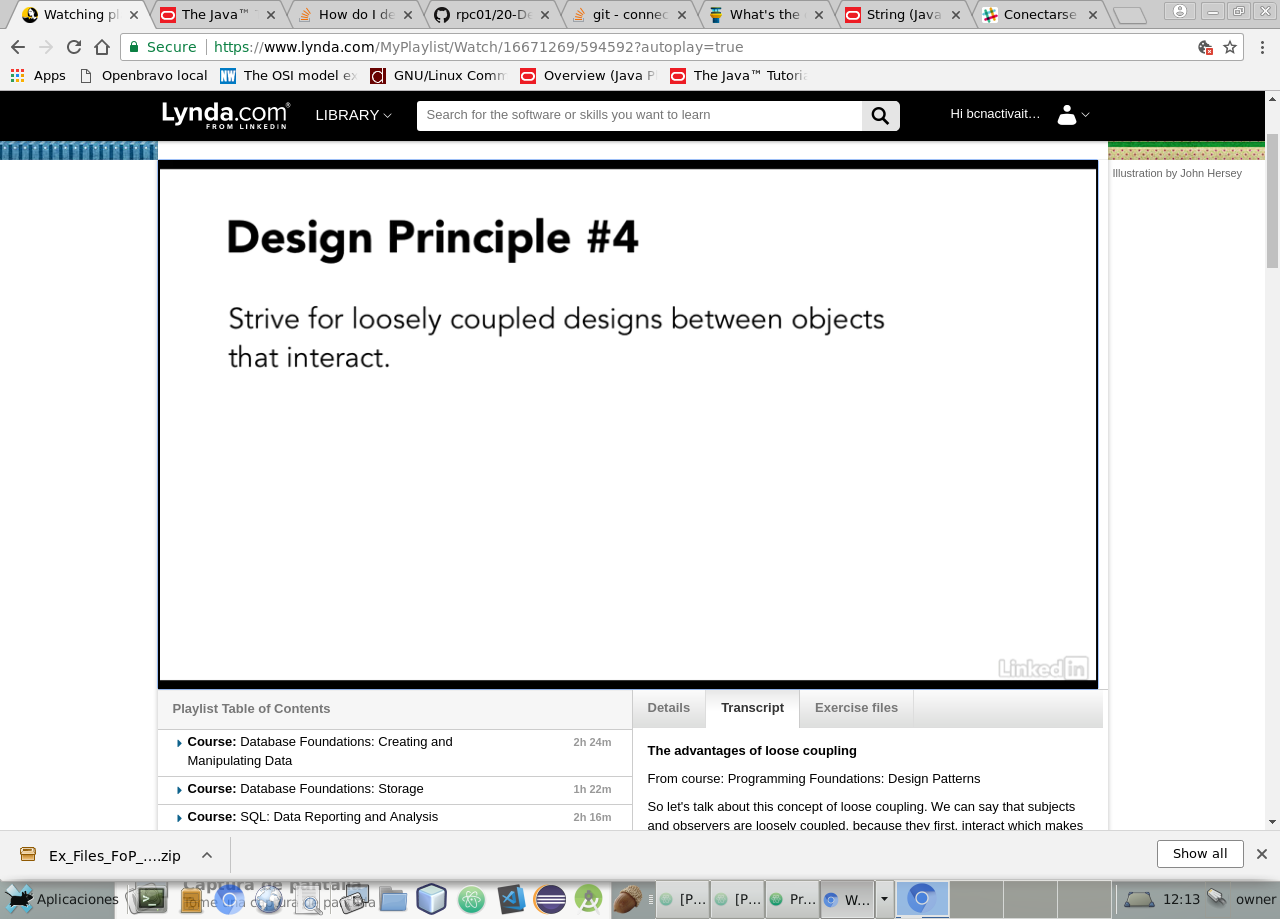 Watching pl
The Java™ T
How do I de
rpc01/20-De
git - connec
What's the
String (Java
Conectarse
Secure
https://www.lynda.com/MyPlaylist/Watch/16671269/594592?autoplay=true
Apps
Openbravo local
The OSI model ex
GNU/Linux Comm
Overview (Java P
The Java™ Tutoria
Lynda.com
FROM LINKEDIN
LIBRARY
Search for the software or skills you want to learn
Hi bcnactivait...
Illustration by John Hersey
Design Principle #4
Strive for loosely coupled designs between objects
that interact.
Linked in
Playlist Table of Contents
Course: Database Foundations: Creating and
Manipulating Data
2h 24m
Course: Database Foundations: Storage
1h 22m
Course: SQL: Data Reporting and Analysis
2h 16m
Details
Transcript
Exercise files
The advantages of loose coupling
From course: Programming Foundations: Design Patterns
So let's talk about this concept of loose coupling. We can say that subjects
and observers are loosely coupled, because they first, interact which makes
Ex_Files_FoP_....zip
Show all
Aplicaciones
Captura de pantalla
Tome una captura de pantalla
[P...
[P...
Pr...
W...
12:13
owner